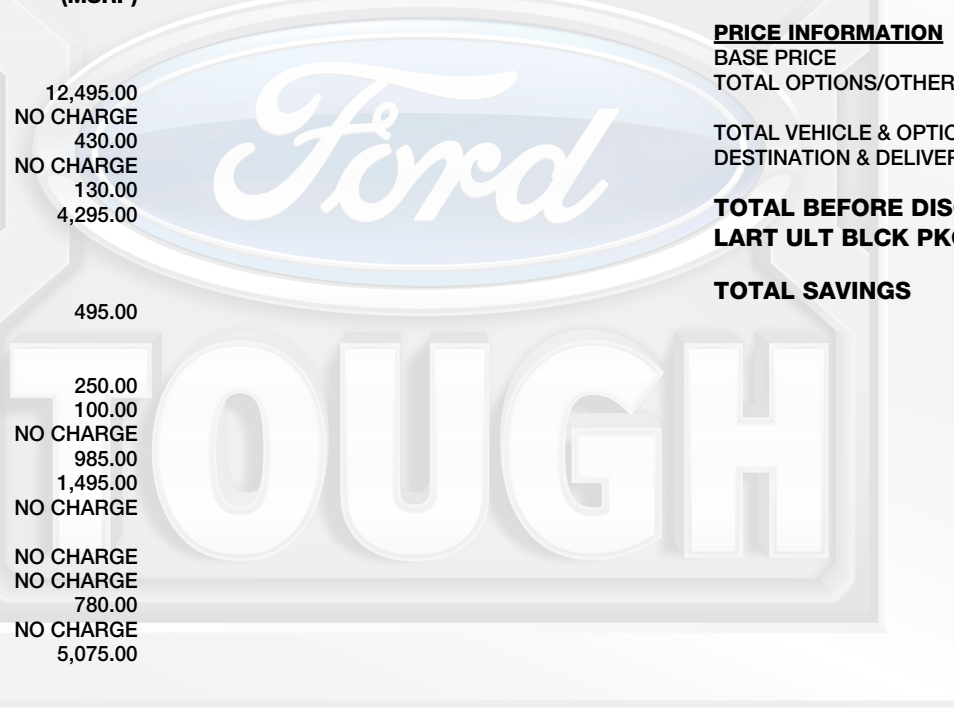 (MSRP)
12,495.00
NO CHARGE
430.00
NO CHARGE
130.00
4,295.00
495.00
250.00
100.00
NO CHARGE
985.00
1,495.00
NO CHARGE
NO CHARGE
NO CHARGE
780.00
NO CHARGE
5,075.00
Ford
TOUGH
PRICE INFORMATION
BASE PRICE
TOTAL OPTIONS/OTHER
TOTAL VEHICLE & OPTIO
DESTINATION & DELIVER
TOTAL BEFORE DIS
LART ULT BLCK PK
TOTAL SAVINGS